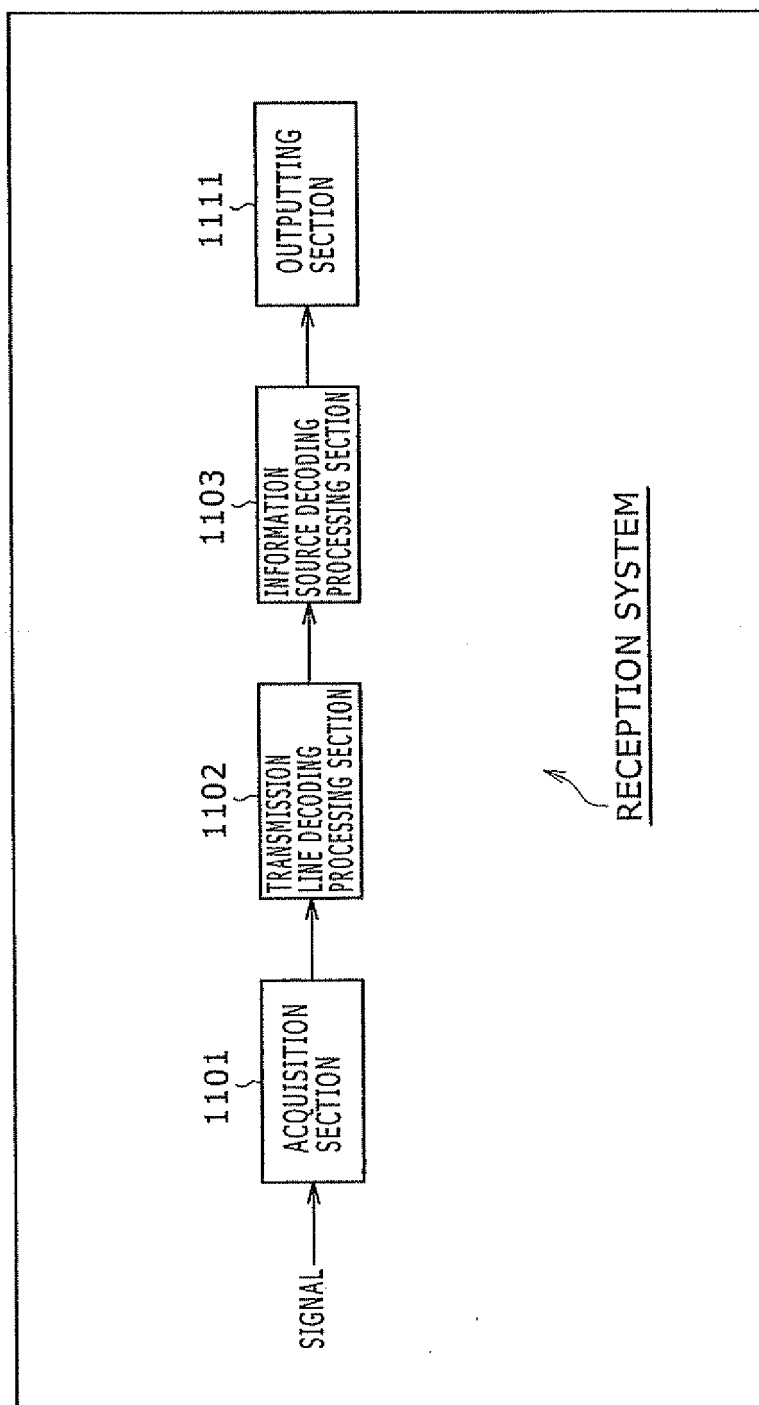 SIGNAL
1101
ACQUISITION
SECTION
1102
TRANSMISSION
LINE DECODING
PROCESSING SECTION
1103
INFORMATION
SOURCE DECODING
PROCESSING SECTION
1111
OUTPUTTING
SECTION
RECEPTION SYSTEM